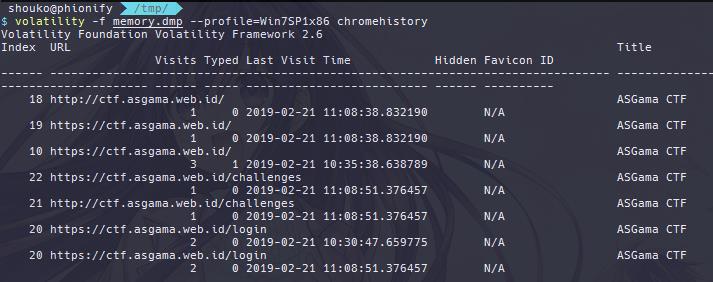 shouko@phionify /tmp/
$ volatility -f memory.dmp --profile=Win7SP1x86 chromehistory
Volatility Foundation Volatility Framework 2.6
Index  URL                                                                              Title
                       Visits Typed Last Visit Time            Hidden Favicon ID
------ -------------------------------------------------------------------------------- -------------
---------------------- ------ ----- -------------------------- ------ ----------
    18 http://ctf.asgama.web.id/                                                        ASGama CTF
                            1     0 2019-02-21 11:08:38.832190        N/A
    19 https://ctf.asgama.web.id/                                                       ASGama CTF
                            1     0 2019-02-21 11:08:38.832190        N/A
    10 https://ctf.asgama.web.id/                                                       ASGama CTF
                            3     1 2019-02-21 10:35:38.638789        N/A
    22 https://ctf.asgama.web.id/challenges                                             ASGama CTF
                            1     0 2019-02-21 11:08:51.376457        N/A
    21 http://ctf.asgama.web.id/challenges                                              ASGama CTF
                            1     0 2019-02-21 11:08:51.376457        N/A
    20 https://ctf.asgama.web.id/login                                                  ASGama CTF
                            2     0 2019-02-21 10:30:47.659775        N/A
    20 https://ctf.asgama.web.id/login                                                  ASGama CTF
                            2     0 2019-02-21 11:08:51.376457        N/A